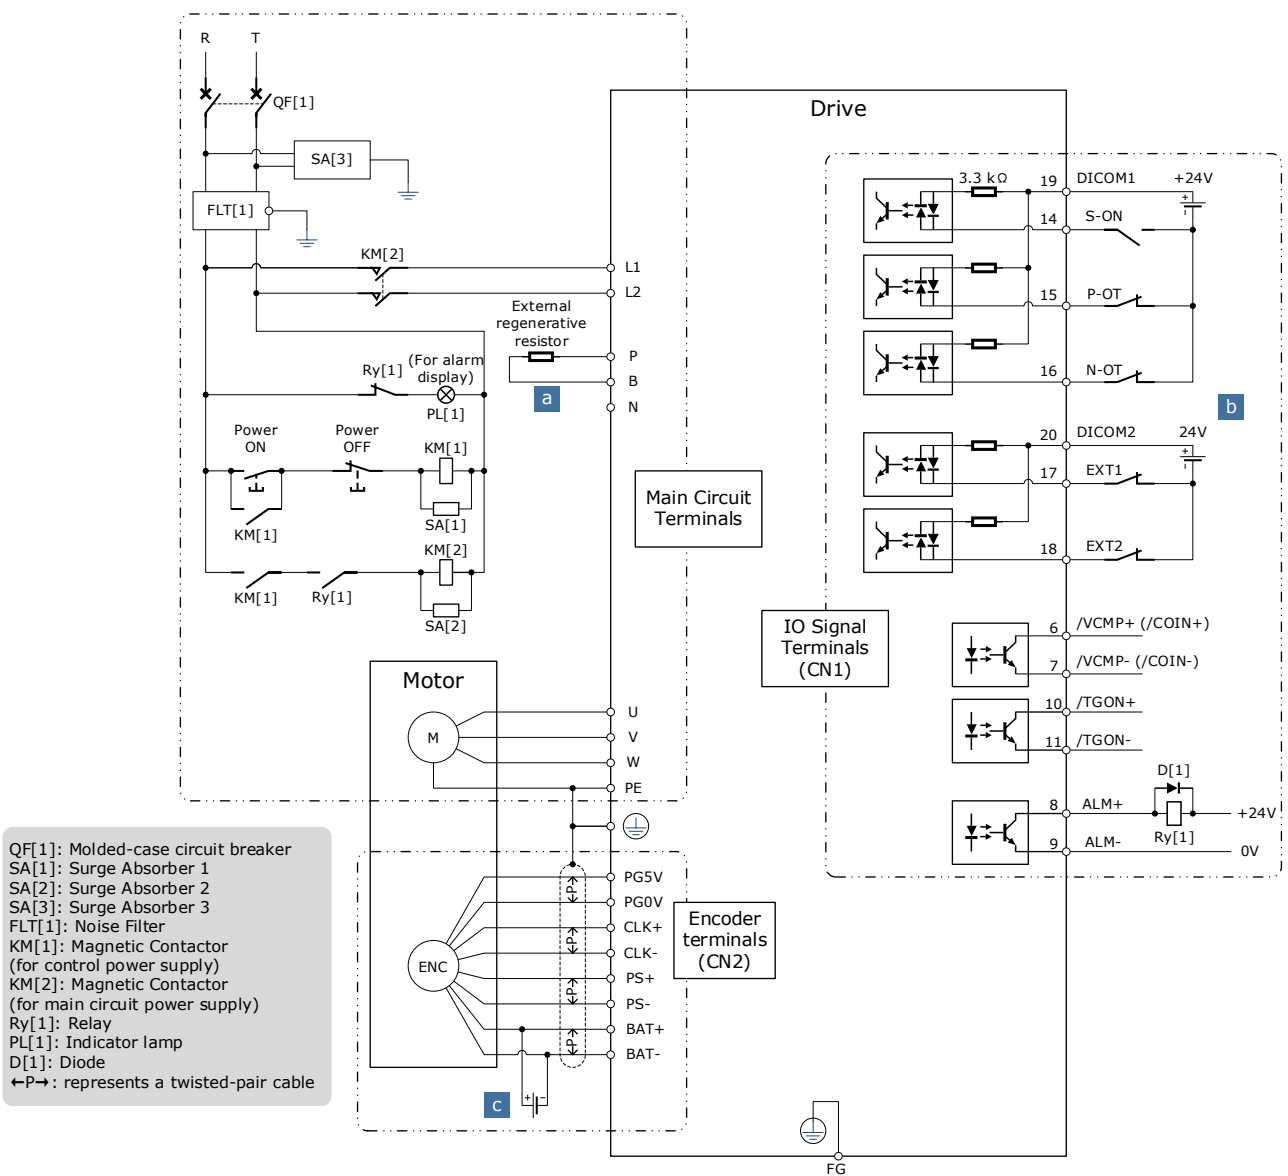 R
T
QF[1]
SA[3]
FLT[1]
KM[2]
External
regenerative
resistor
a
L1
L2
P
B
N
Ry[1]
(For alarm
display)
PL[1]
Power
ON
Power
OFF
KM[1]
SA[1]
KM[1]
KM[2]
SA[2]
KM[1]
Ry[1]
Main Circuit
Terminals
Motor
M
U
V
W
PE
Drive
3.3 kΩ
19
DICOM1
+24V
+
-
14
S-ON
15
P-OT
16
N-OT
b
20
DICOM2
24V
+
-
17
EXT1
18
EXT2
IO Signal
Terminals
(CN1)
6
/VCMP+ (/COIN+)
7
/VCMP- (/COIN-)
10
/TGON+
11
/TGON-
D[1]
8
ALM+
+24V
Ry[1]
9
ALM-
0V
ENC
←P→
←P→
←P→
←P→
PG5V
PG0V
CLK+
CLK-
PS+
PS-
BAT+
BAT-
Encoder
terminals
(CN2)
c
+
-
FG
QF[1]: Molded-case circuit breaker
SA[1]: Surge Absorber 1
SA[2]: Surge Absorber 2
SA[3]: Surge Absorber 3
FLT[1]: Noise Filter
KM[1]: Magnetic Contactor
(for control power supply)
KM[2]: Magnetic Contactor
(for main circuit power supply)
Ry[1]: Relay
PL[1]: Indicator lamp
D[1]: Diode
←P→: represents a twisted-pair cable